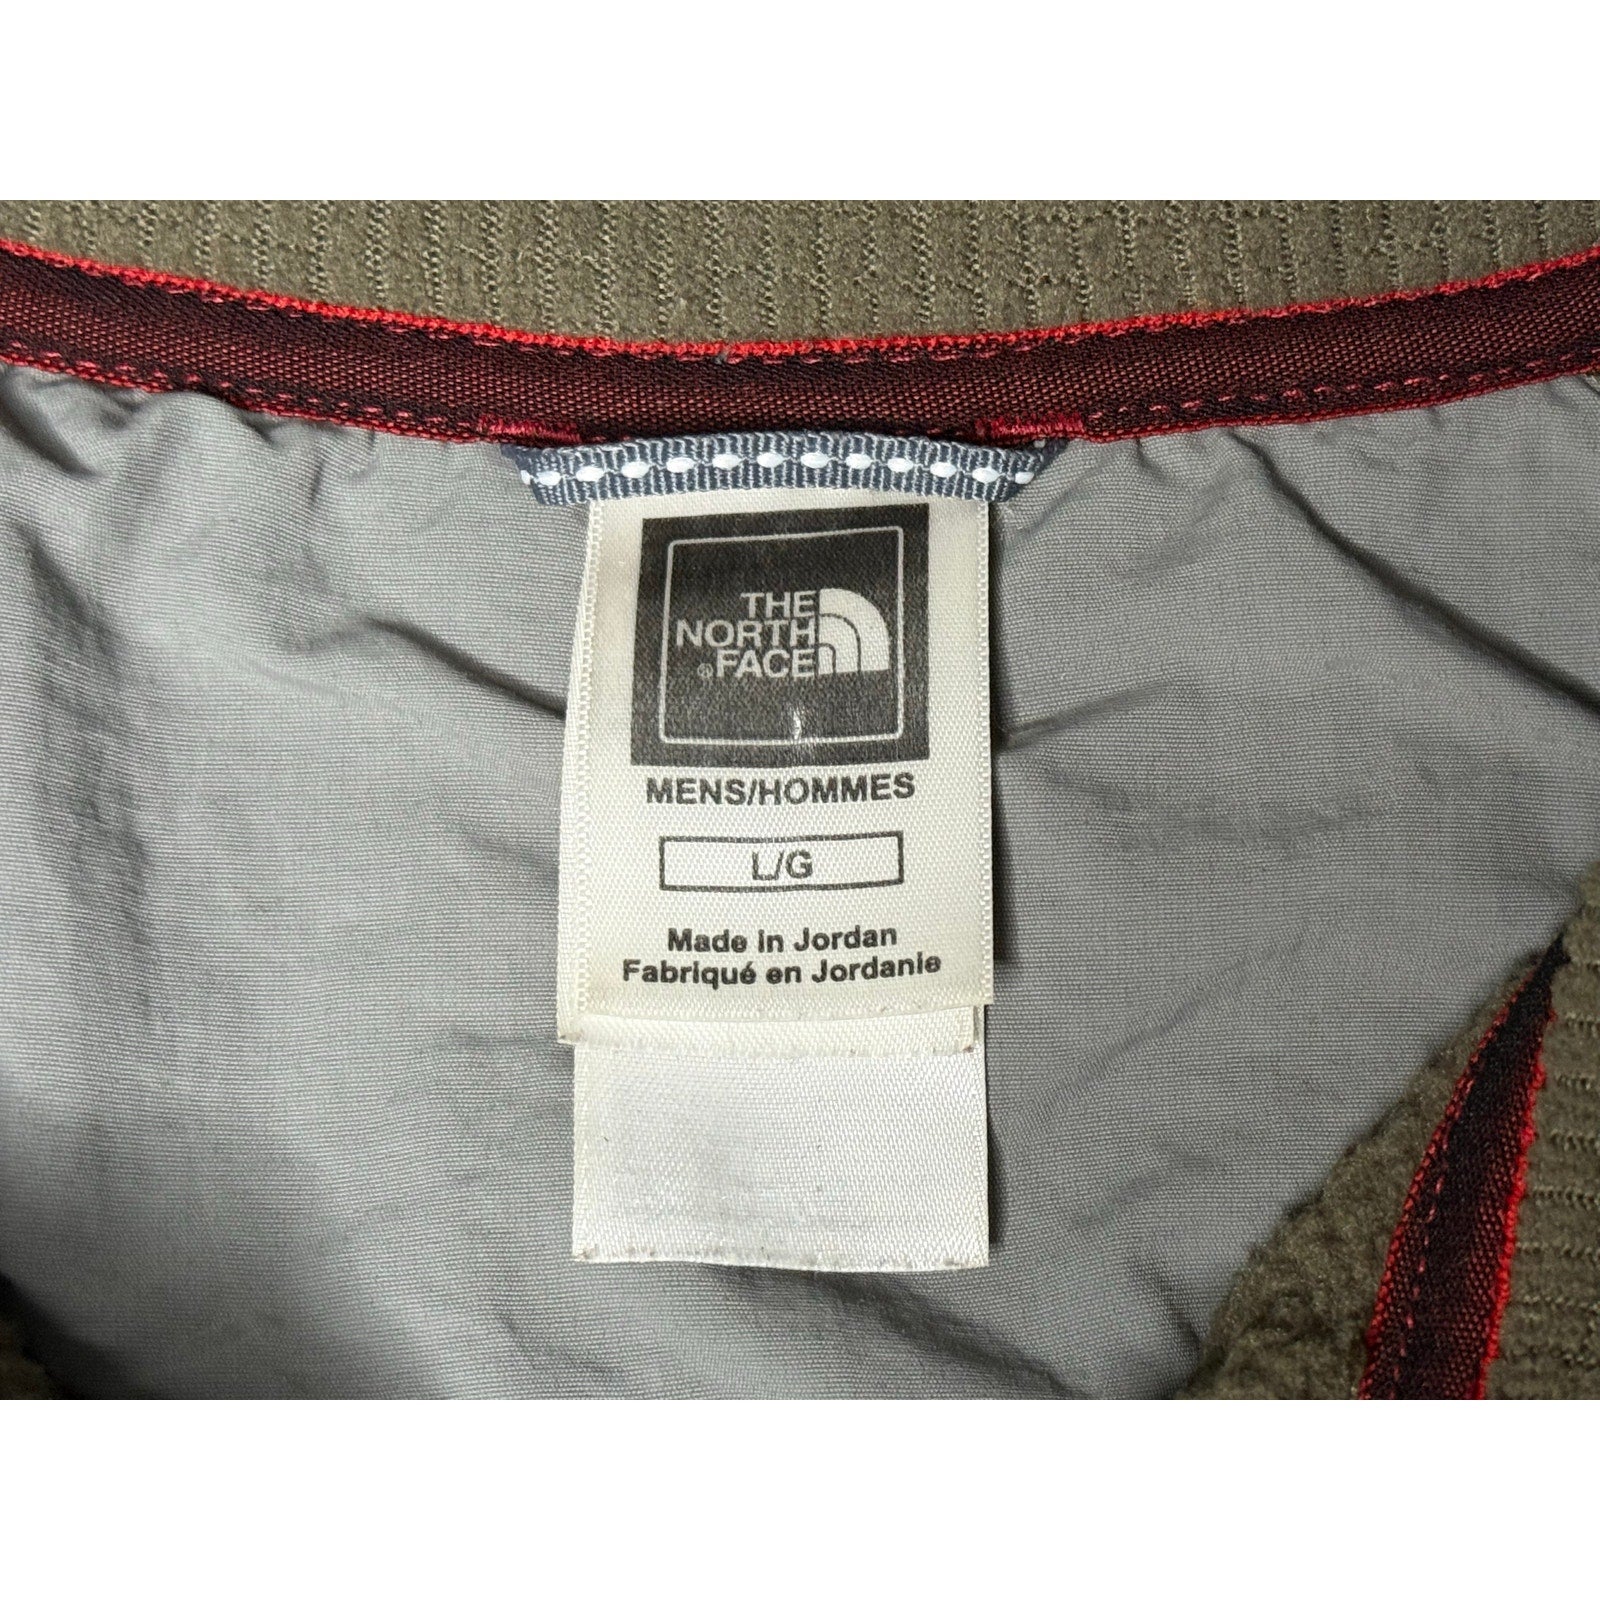 THE
NORTH
® FACE
MENS/HOMMES
L/G
Made in Jordan
Fabriqué en Jordanie